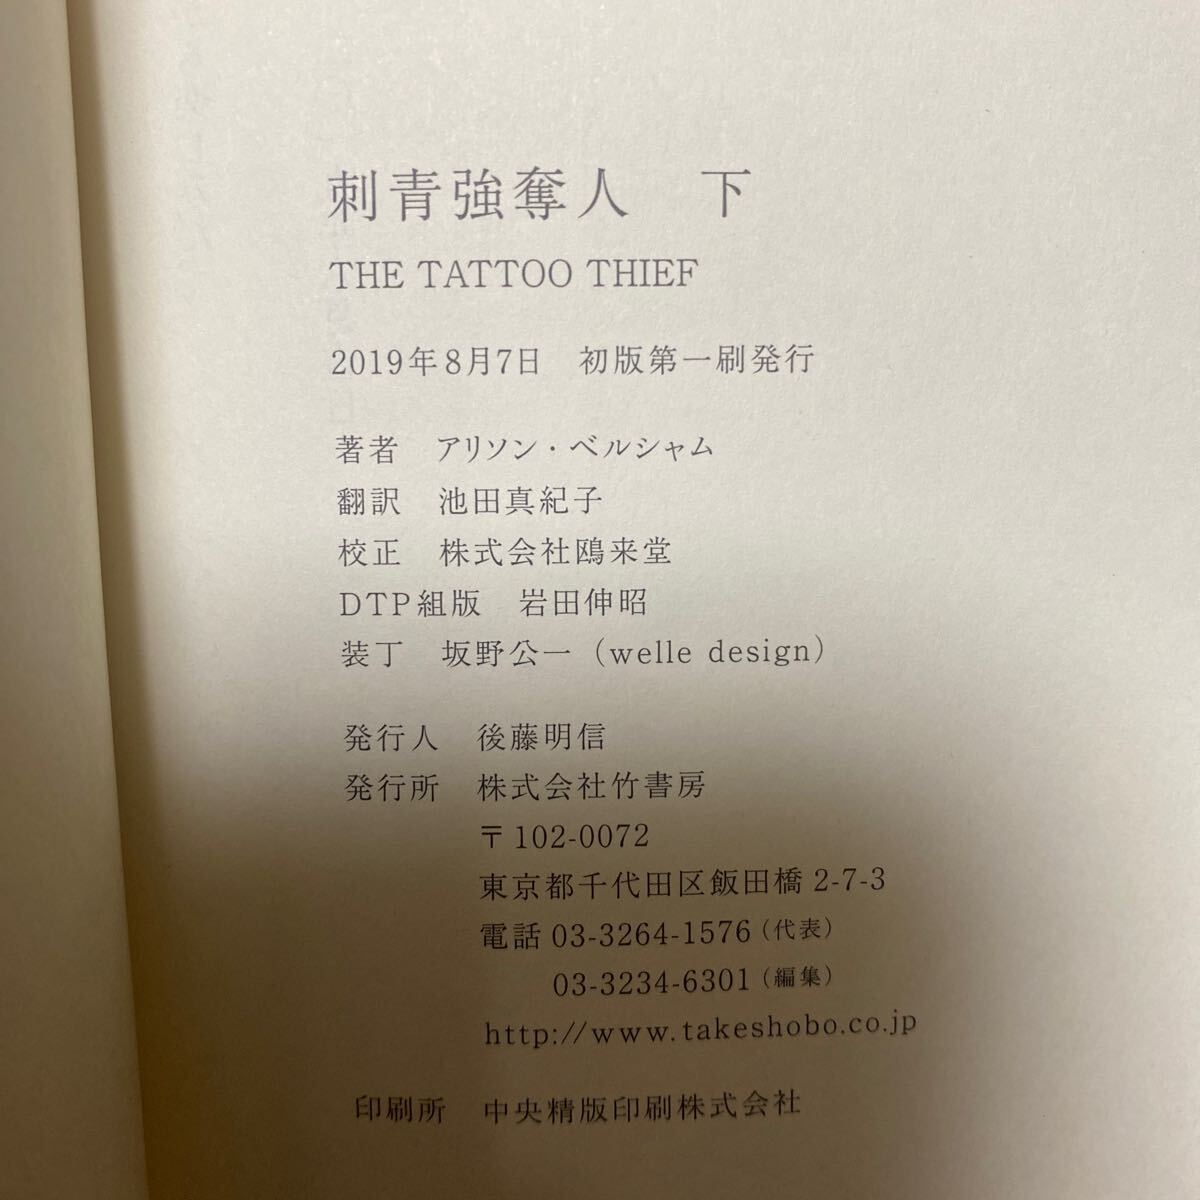 刺青強奪人　下
THE TATTOO THIEF
2019年8月7日　初版第一刷発行
著者　アリソン・ベルシャム
翻訳　池田真紀子
校正　株式会社鴎来堂
DTP組版　岩田伸昭
装丁　坂野公一（welle design）
発行人　後藤明信
発行所　株式会社竹書房
〒102-0072
東京都千代田区飯田橋2-7-3
電話 03-3264-1576（代表）
03-3234-6301（編集）
http://www.takeshobo.co.jp
印刷所　中央精版印刷株式会社